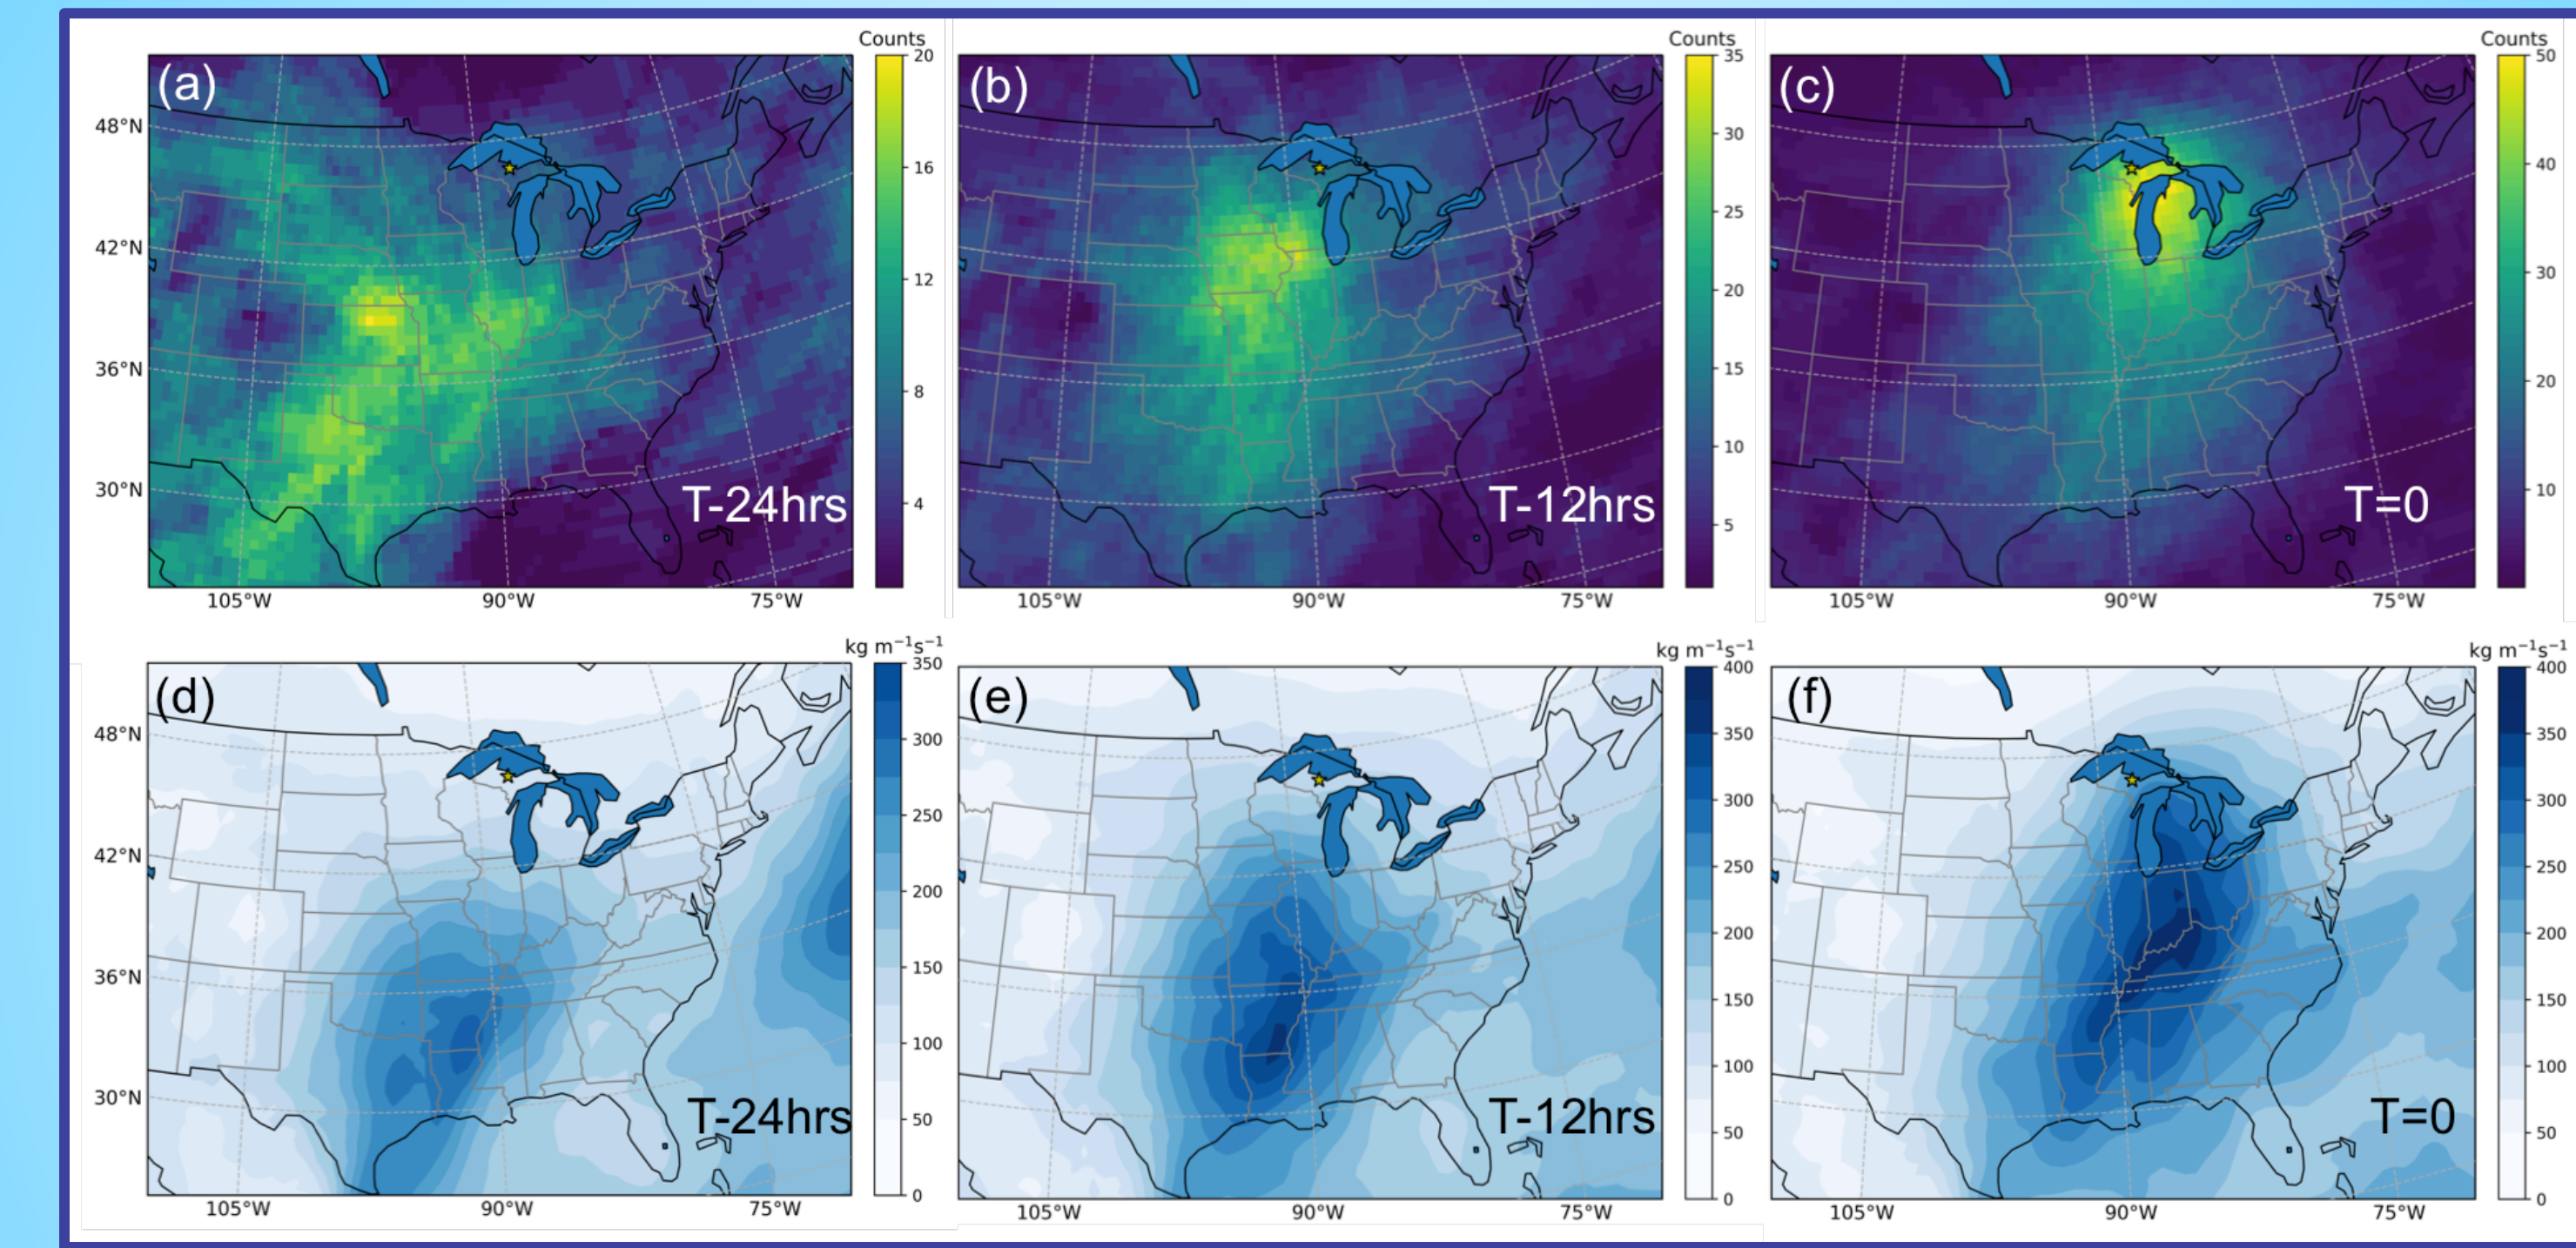 Counts
(a)
20
16
12
8
4
48°N
42°N
36°N
30°N
105°W
90°W
75°W
T-24hrs
Counts
(b)
35
30
25
20
15
10
5
105°W
90°W
75°W
T-12hrs
Counts
(c)
50
40
30
20
10
105°W
90°W
75°W
T=0
kg m⁻¹s⁻¹
(d)
350
300
250
200
150
100
50
0
48°N
42°N
36°N
30°N
105°W
90°W
75°W
T-24hrs
kg m⁻¹s⁻¹
(e)
400
350
300
250
200
150
100
50
0
105°W
90°W
75°W
T-12hrs
kg m⁻¹s⁻¹
(f)
400
350
300
250
200
150
100
50
0
105°W
90°W
75°W
T=0